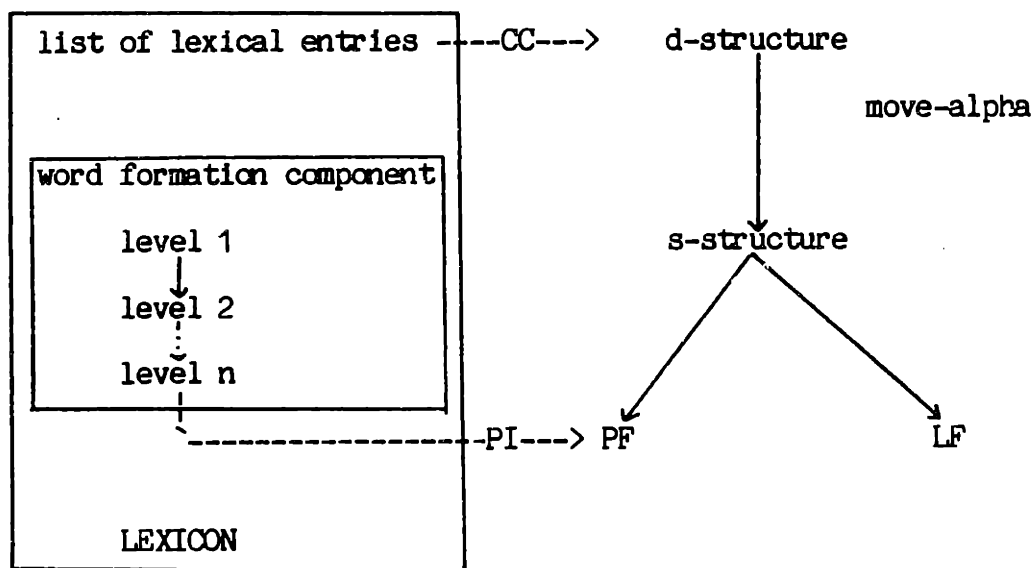 list of lexical entries -----CC---> d-structure
move-alpha
word formation component
level 1
s-structure
level 2
level n
PI---> PF LF
LEXICON